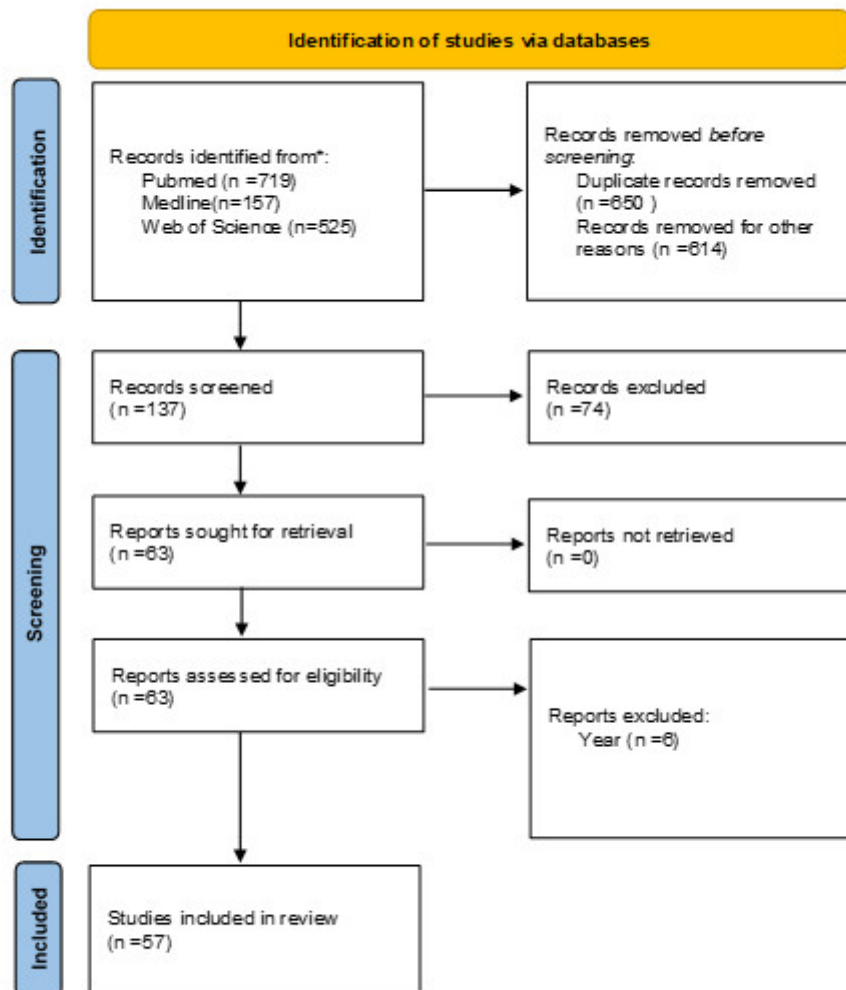 Identification of studies via databases
Identification
Records identified from*:
Pubmed (n =719)
Medline(n=157)
Web of Science (n=525)
Records removed before
screening:
Duplicate records removed
(n =650 )
Records removed for other
reasons (n =614)
Screening
Records screened
(n =137)
Records excluded
(n =74)
Reports sought for retrieval
(n =63)
Reports not retrieved
(n =0)
Reports assessed for eligibility
(n =63)
Reports excluded:
Year (n =6)
Included
Studies included in review
(n =57)